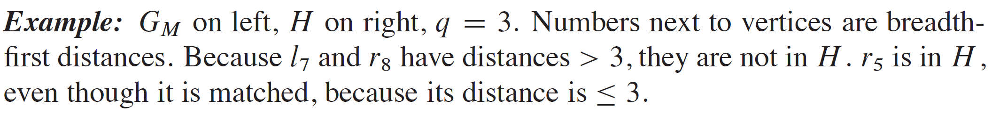 Example: G_M on left, H on right, q = 3. Numbers next to vertices are breadth-
first distances. Because l_7 and r_8 have distances > 3, they are not in H. r_5 is in H,
even though it is matched, because its distance is ≤ 3.